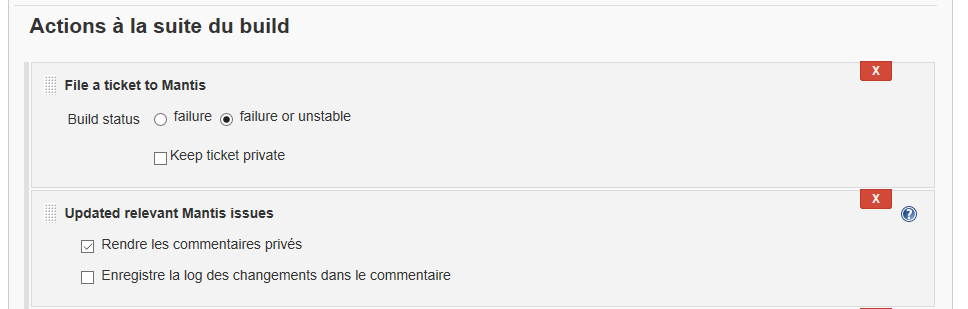 Actions à la suite du build
X
File a ticket to Mantis
Build status failure failure or unstable
Keep ticket private
X
Updated relevant Mantis issues ?
Rendre les commentaires privés
Enregistre la log des changements dans le commentaire